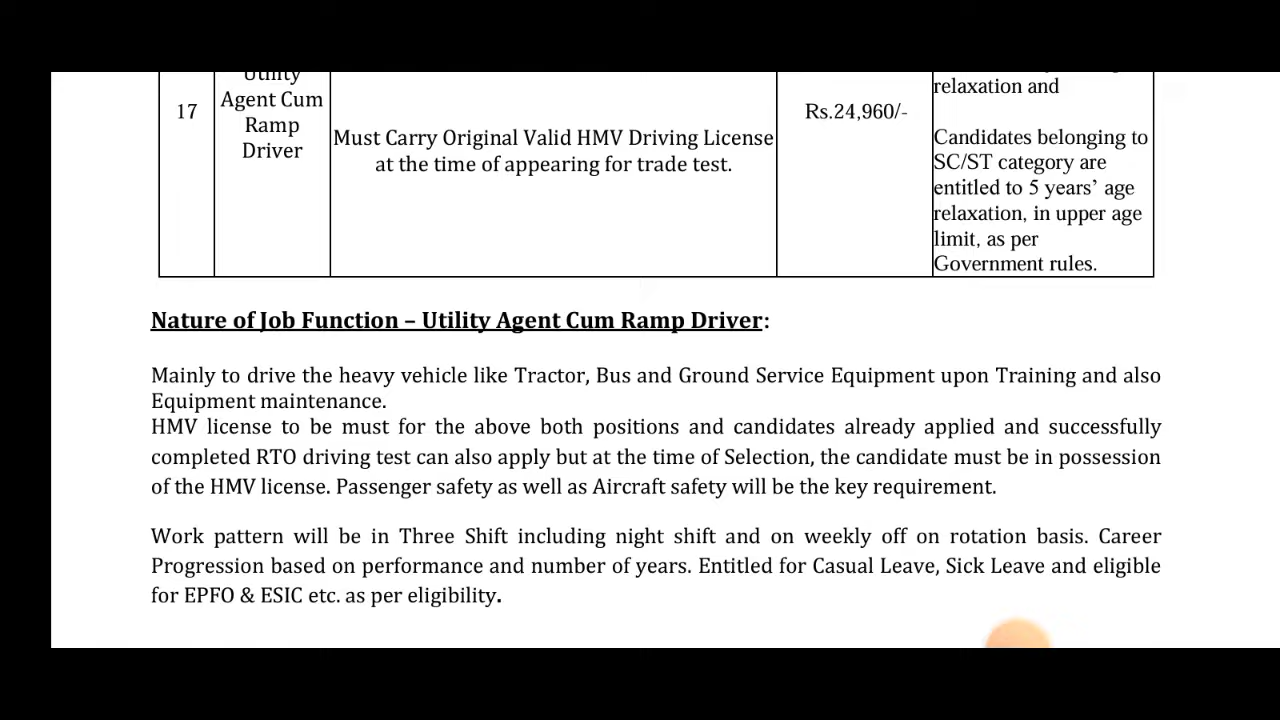 Utility
17
Agent Cum
Ramp
Driver
Must Carry Original Valid HMV Driving License
at the time of appearing for trade test.
Rs.24,960/-
relaxation and
Candidates belonging to
SC/ST category are
entitled to 5 years’ age
relaxation, in upper age
limit, as per
Government rules.
Nature of Job Function – Utility Agent Cum Ramp Driver:
Mainly to drive the heavy vehicle like Tractor, Bus and Ground Service Equipment upon Training and also
Equipment maintenance.
HMV license to be must for the above both positions and candidates already applied and successfully
completed RTO driving test can also apply but at the time of Selection, the candidate must be in possession
of the HMV license. Passenger safety as well as Aircraft safety will be the key requirement.
Work pattern will be in Three Shift including night shift and on weekly off on rotation basis. Career
Progression based on performance and number of years. Entitled for Casual Leave, Sick Leave and eligible
for EPFO & ESIC etc. as per eligibility.